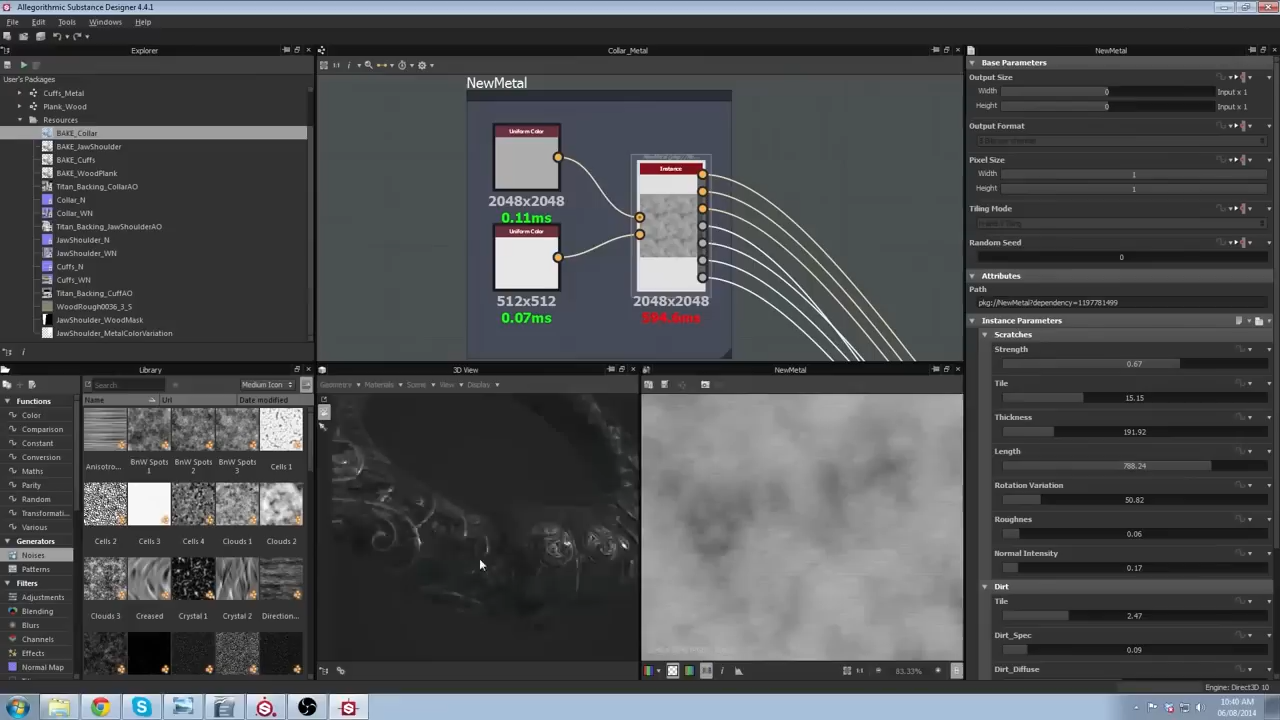 Allegorithmic Substance Designer 4.4.1
File Edit Tools Windows Help
Explorer
User's Packages
Cuffs_Metal
Plank_Wood
Resources
BAKE_Collar
BAKE_JawShoulder
BAKE_Cuffs
BAKE_WoodPlank
Titan_Backing_CollarAO
Collar_N
Collar_WN
Titan_Backing_JawShoulderAO
JawShoulder_N
JawShoulder_WN
Cuffs_N
Cuffs_WN
Titan_Backing_CuffAO
WoodRough0036_3_S
JawShoulder_WoodMask
JawShoulder_MetalColorVariation
Library
Search
Medium Icon
Functions
Color
Comparison
Constant
Conversion
Maths
Parity
Random
Transformati...
Various
Generators
Noises
Patterns
Filters
Adjustments
Blending
Blurs
Channels
Effects
Normal Map
Name Url Date modified
Anisotro... BnW Spots 1 BnW Spots 2 BnW Spots 3 Cells 1
Cells 2 Cells 3 Cells 4 Clouds 1 Clouds 2
Clouds 3 Creased Crystal 1 Crystal 2 Direction...
Collar_Metal
NewMetal
Uniform Color
2048x2048
0.11ms
Uniform Color
512x512
0.07ms
Instance
2048x2048
594.6ms
3D View
Geometry Materials Scene View Display
NewMetal
83.33%
NewMetal
Base Parameters
Output Size
Width 0 Input x 1
Height 0 Input x 1
Output Format
Pixel Size
Width 1
Height 1
Tiling Mode
Random Seed
0
Attributes
Path
pkg://NewMetal?dependency=1197781499
Instance Parameters
Scratches
Strength
0.67
Tile
15.15
Thickness
191.92
Length
788.24
Rotation Variation
50.82
Roughnes
0.06
Normal Intensity
0.17
Dirt
Tile
2.47
Dirt_Spec
0.09
Dirt_Diffuse
Engine: Direct3D 10
10:40 AM
06/08/2014